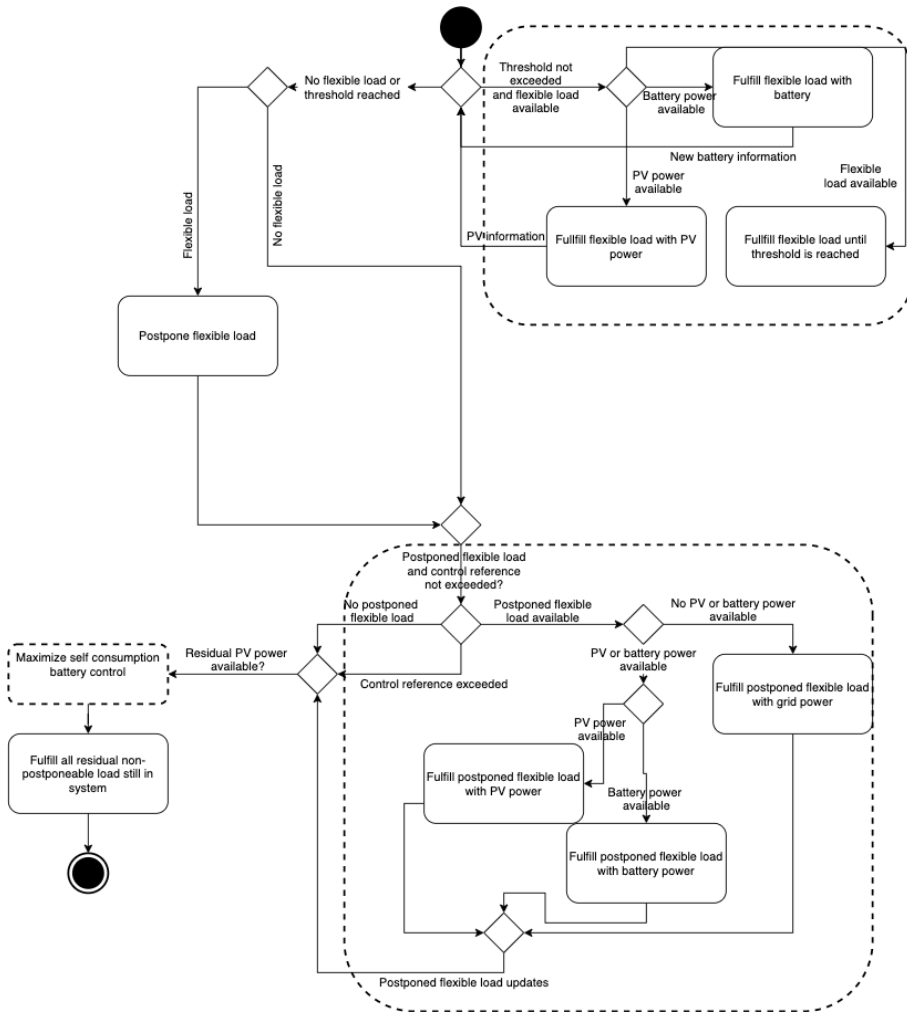 No flexible load or
threshold reached
Threshold not
exceeded
and flexible load
available
Battery power
available
Fulfill flexible load with
battery
New battery information
Flexible
load available
PV power
available
Flexible load
No flexible load
PV information
Fullfill flexible load with PV
power
Fulfill flexible load until
threshold is reached
Postpone flexible load
Postponed flexible load
and control reference
not exceeded?
No postponed
flexible load
Postponed flexible
load available
No PV or battery power
available
Maximize self consumption
battery control
Residual PV power
available?
Control reference exceeded
PV or battery power
available
Fulfill postponed flexible load
with grid power
PV power
available
Fulfill all residual non-
postponeable load still in
system
Fulfill postponed flexible load
with PV power
Battery power
available
Fulfill postponed flexible load
with battery power
Postponed flexible load updates